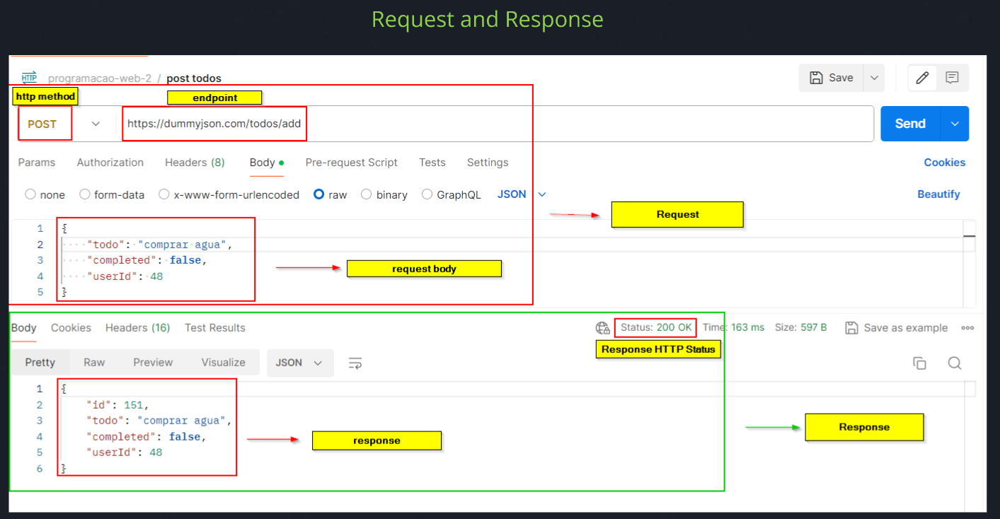 Request and Response
HTTP programacao-web-2 / post todos Save
http method endpoint
POST https://dummyjson.com/todos/add Send
Params Authorization Headers (8) Body Pre-request Script Tests Settings Cookies
none form-data x-www-form-urlencoded raw binary GraphQL JSON Beautify
Request
1 {
2 "todo": "comprar agua",
3 "completed": false,
request body
4 "userId": 48
5 }
Body Cookies Headers (16) Test Results Status: 200 OK Time: 163 ms Size: 597 B Save as example
Response HTTP Status
Pretty Raw Preview Visualize JSON
1 {
2 "id": 151,
3 "todo": "comprar agua",
Response
4 "completed": false,
response
5 "userId": 48
6 }